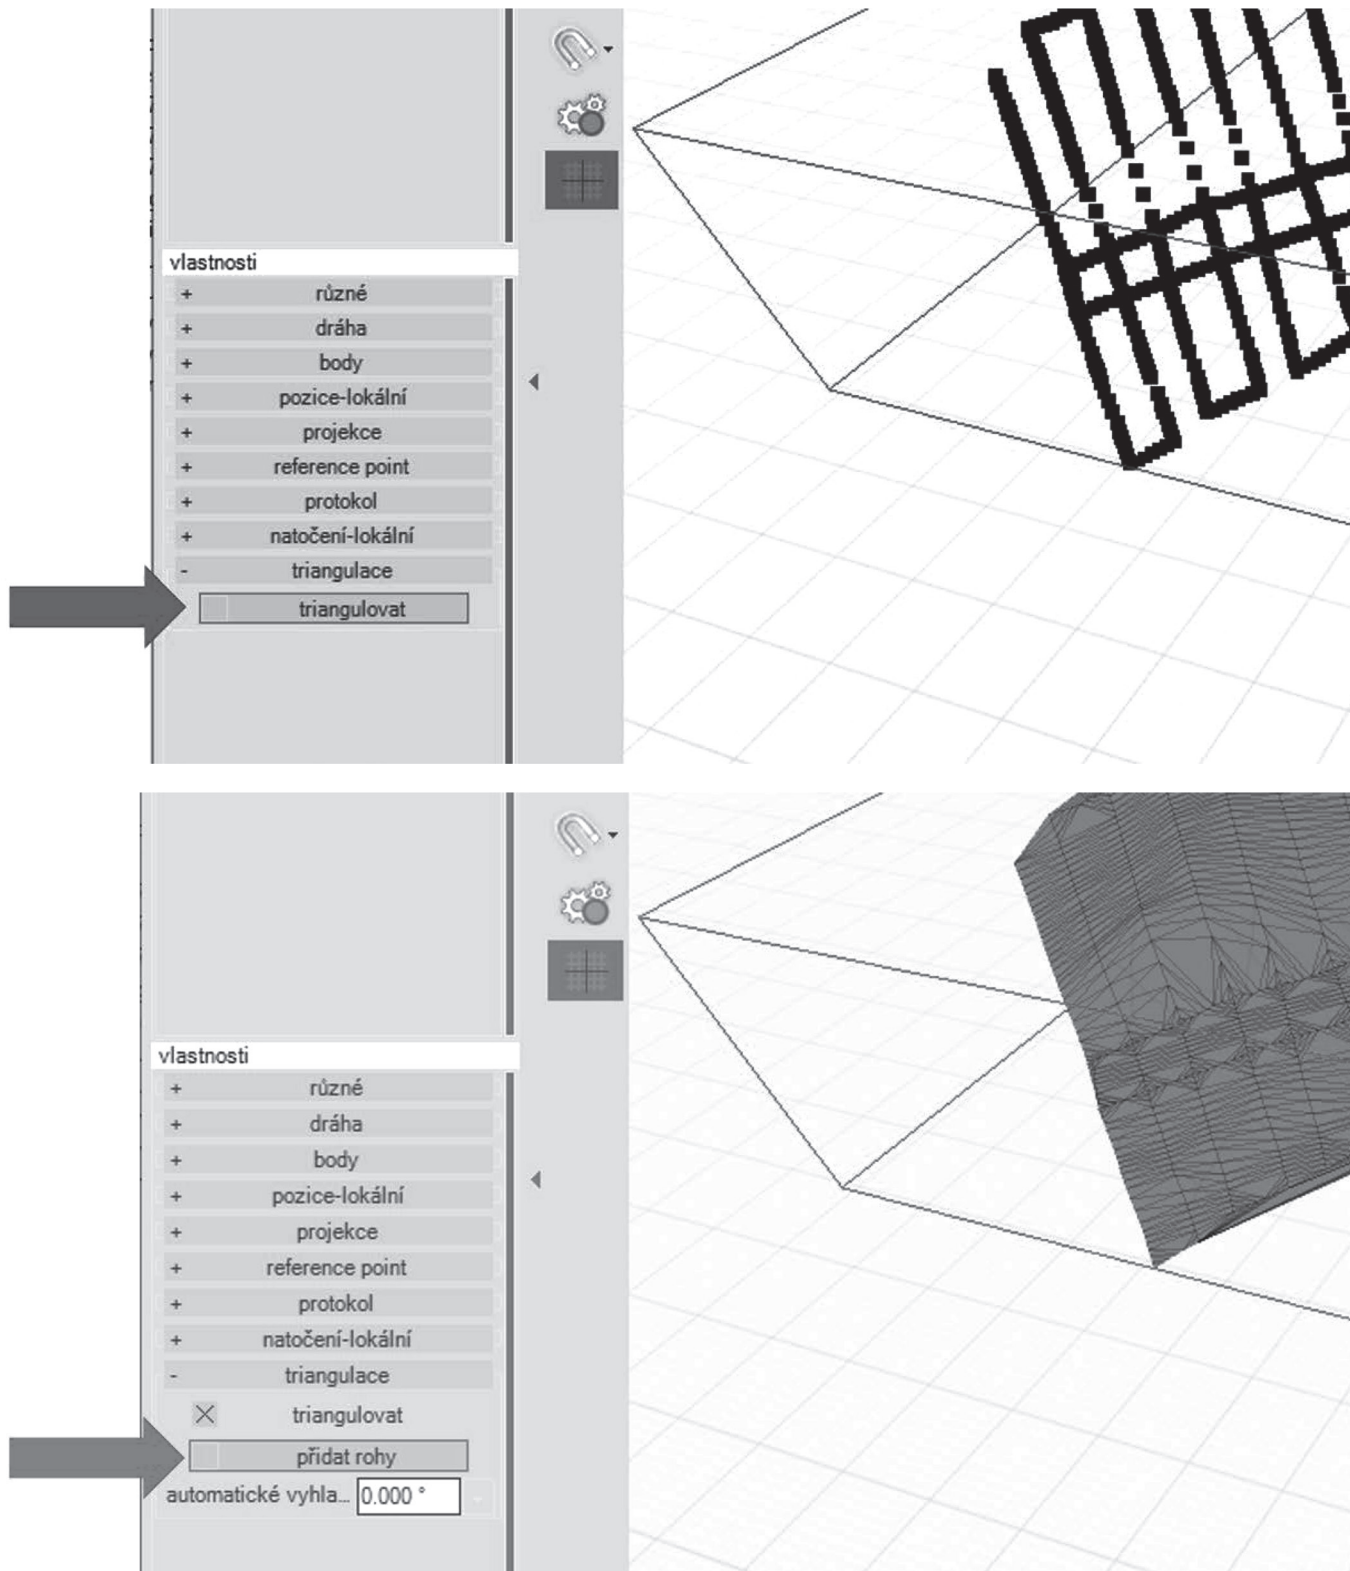 vlastnosti
+ různé
+ dráha
+ body
+ pozice-lokální
+ projekce
+ reference point
+ protokol
+ natočení-lokální
- triangulace
triangulovat
vlastnosti
+ různé
+ dráha
+ body
+ pozice-lokální
+ projekce
+ reference point
+ protokol
+ natočení-lokální
- triangulace
triangulovat
přidat rohy
automatické vyhla... 0.000 °